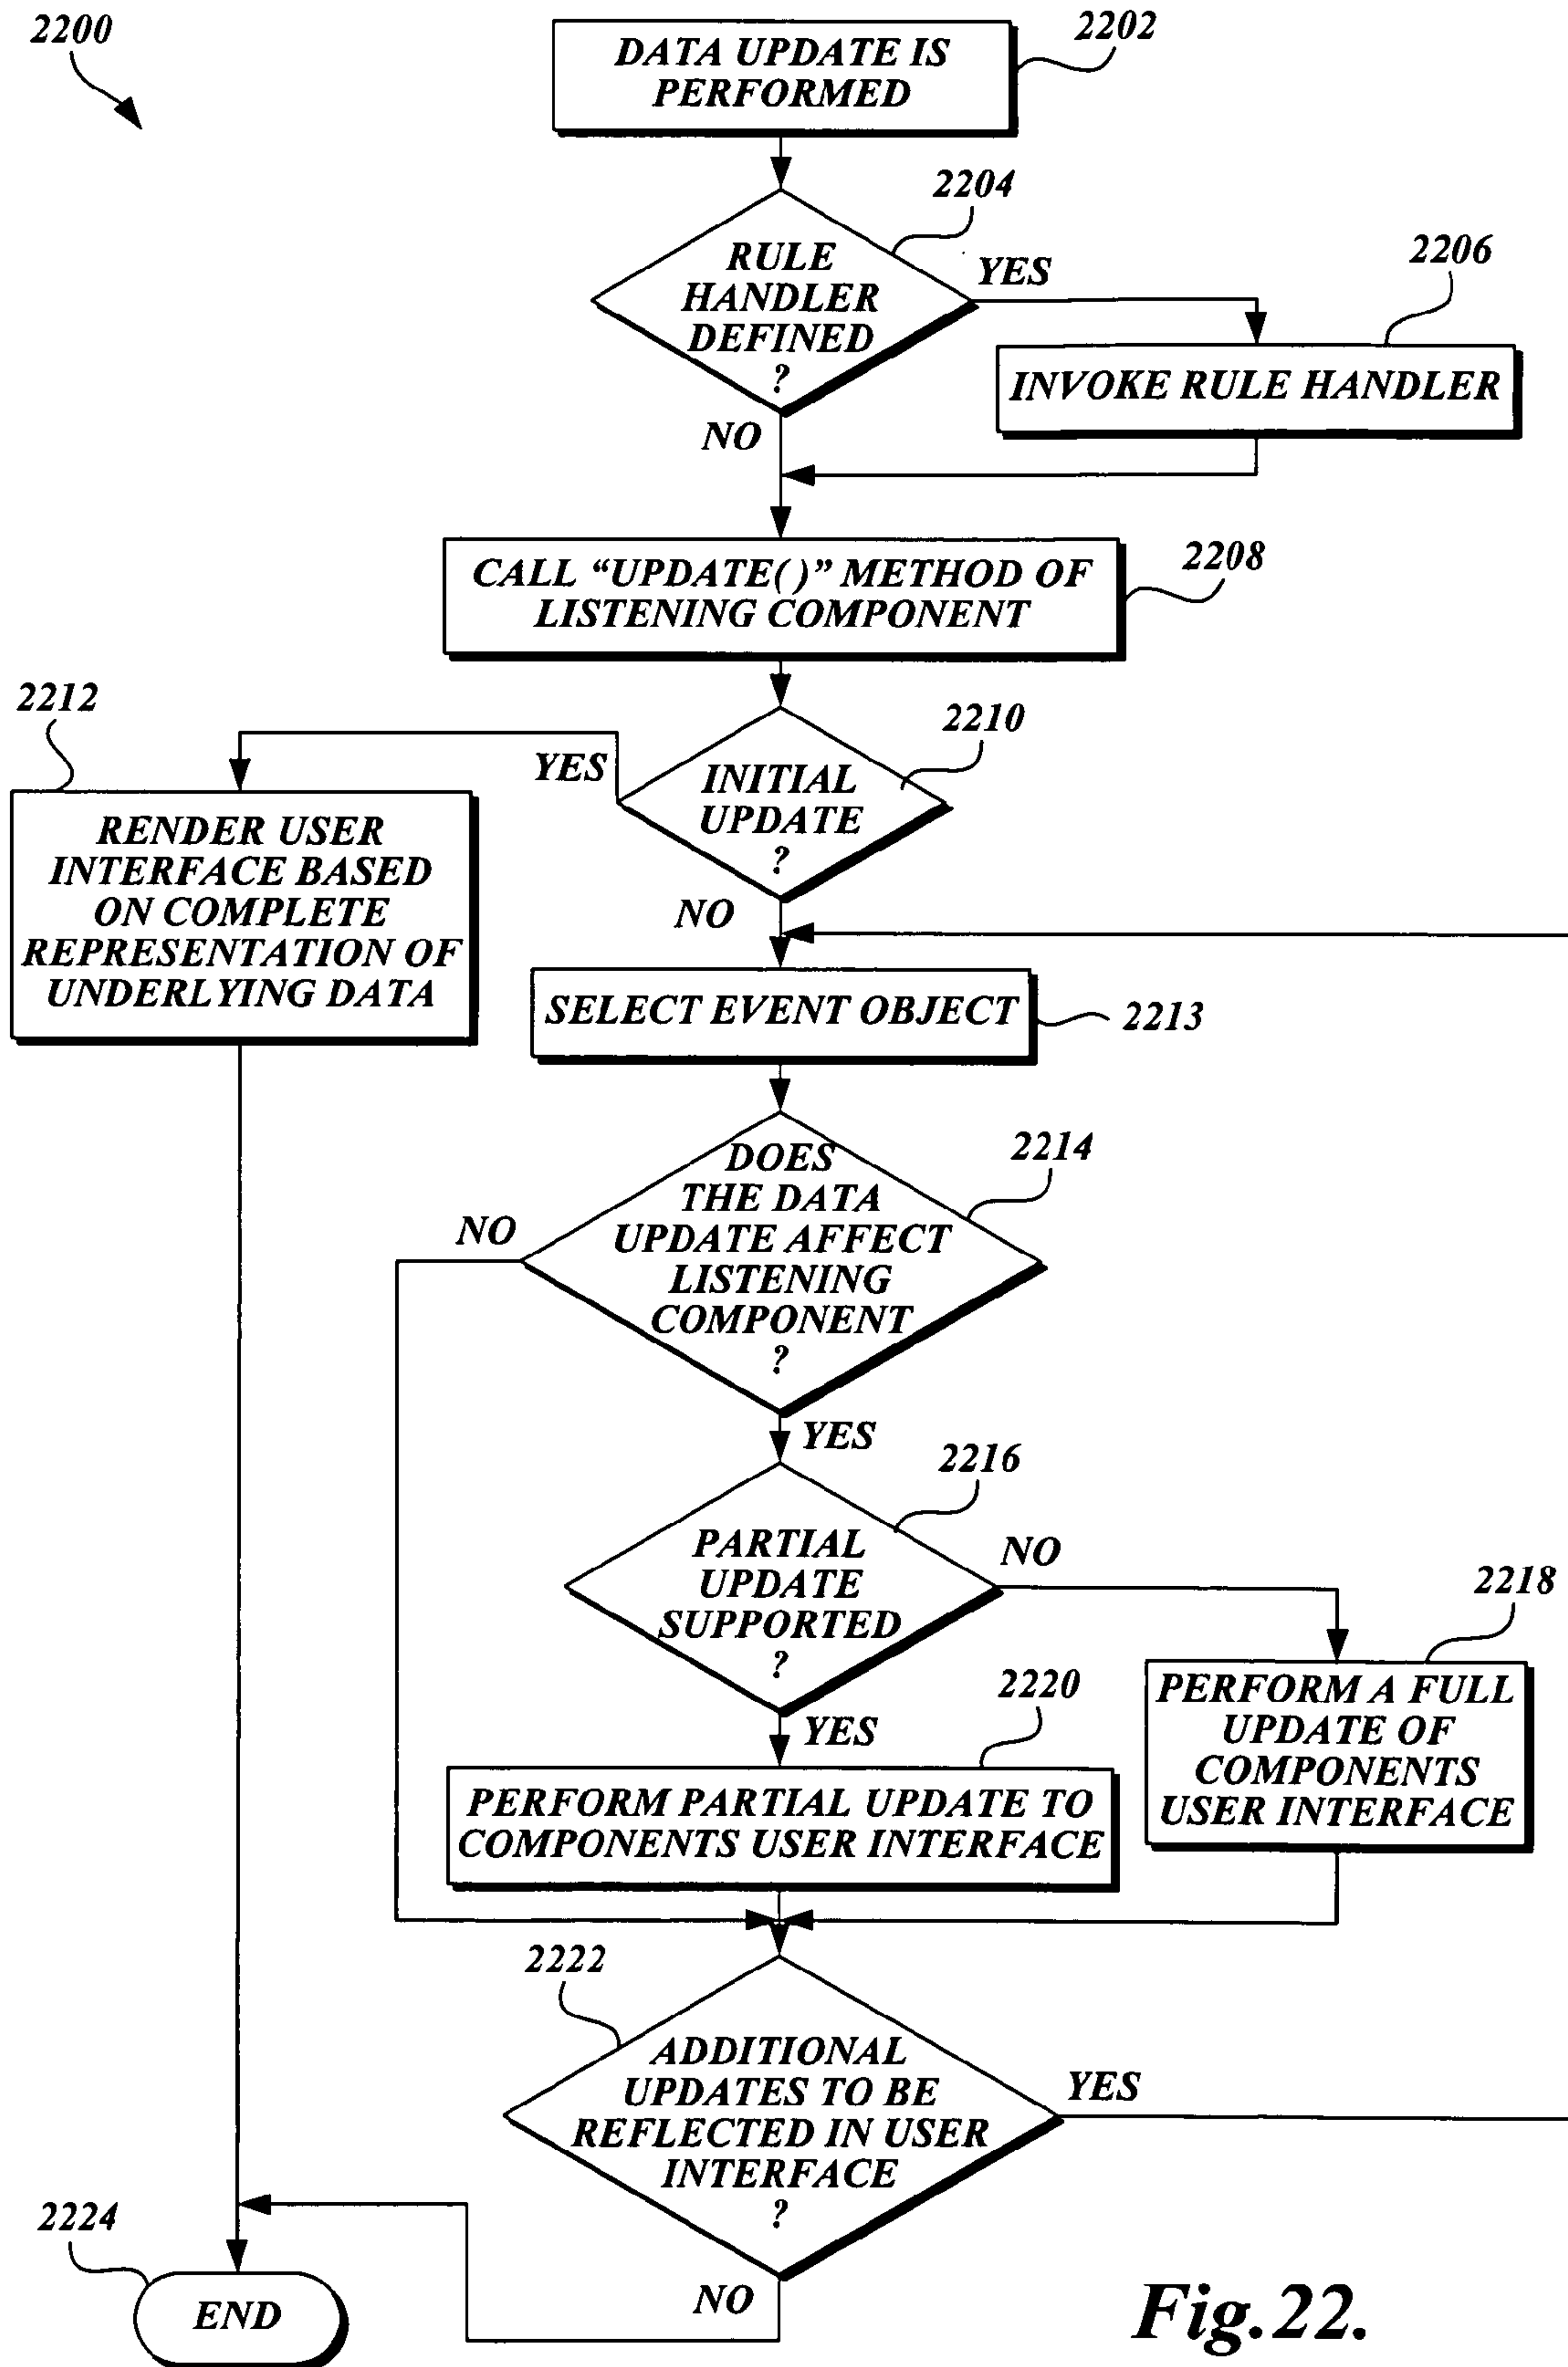 2200
DATA UPDATE IS
PERFORMED
2202
2204
RULE
HANDLER
DEFINED
?
YES
2206
INVOKE RULE HANDLER
NO
CALL “UPDATE( )” METHOD OF
LISTENING COMPONENT
2208
2212
2210
YES
INITIAL
UPDATE
?
RENDER USER
INTERFACE BASED
ON COMPLETE
REPRESENTATION OF
UNDERLYING DATA
NO
SELECT EVENT OBJECT
2213
2214
DOES
THE DATA
UPDATE AFFECT
LISTENING
COMPONENT
?
NO
YES
2216
PARTIAL
UPDATE
SUPPORTED
?
NO
2218
PERFORM A FULL
UPDATE OF
COMPONENTS
USER INTERFACE
2220
YES
PERFORM PARTIAL UPDATE TO
COMPONENTS USER INTERFACE
2222
ADDITIONAL
UPDATES TO BE
REFLECTED IN USER
INTERFACE
?
YES
2224
END
NO
Fig.22.